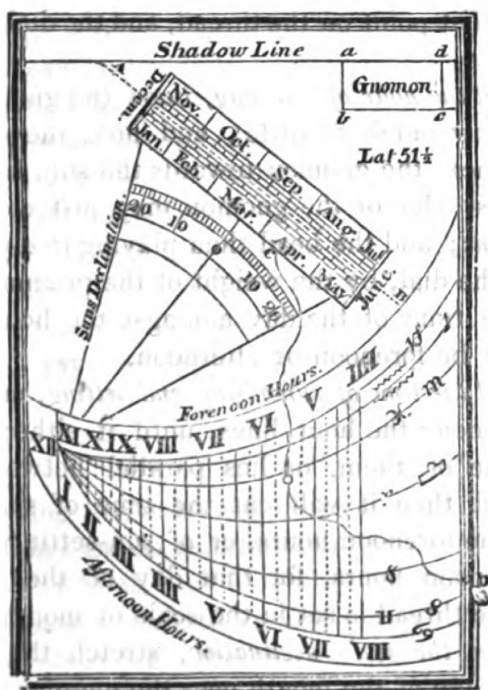 Shadow Line
a d
Gnomon
b c
Lat 51½
Decem.
Nov. Oct. Sep. Aug. Jul.
Jan. Feb. Mar. Apr. May June
Suns Declination
20 10 0 20
Forenoon Hours.
XII XI X IX VIII VII VI V IIII
I II III IIII V VI VII VIII
Afternoon Hours.